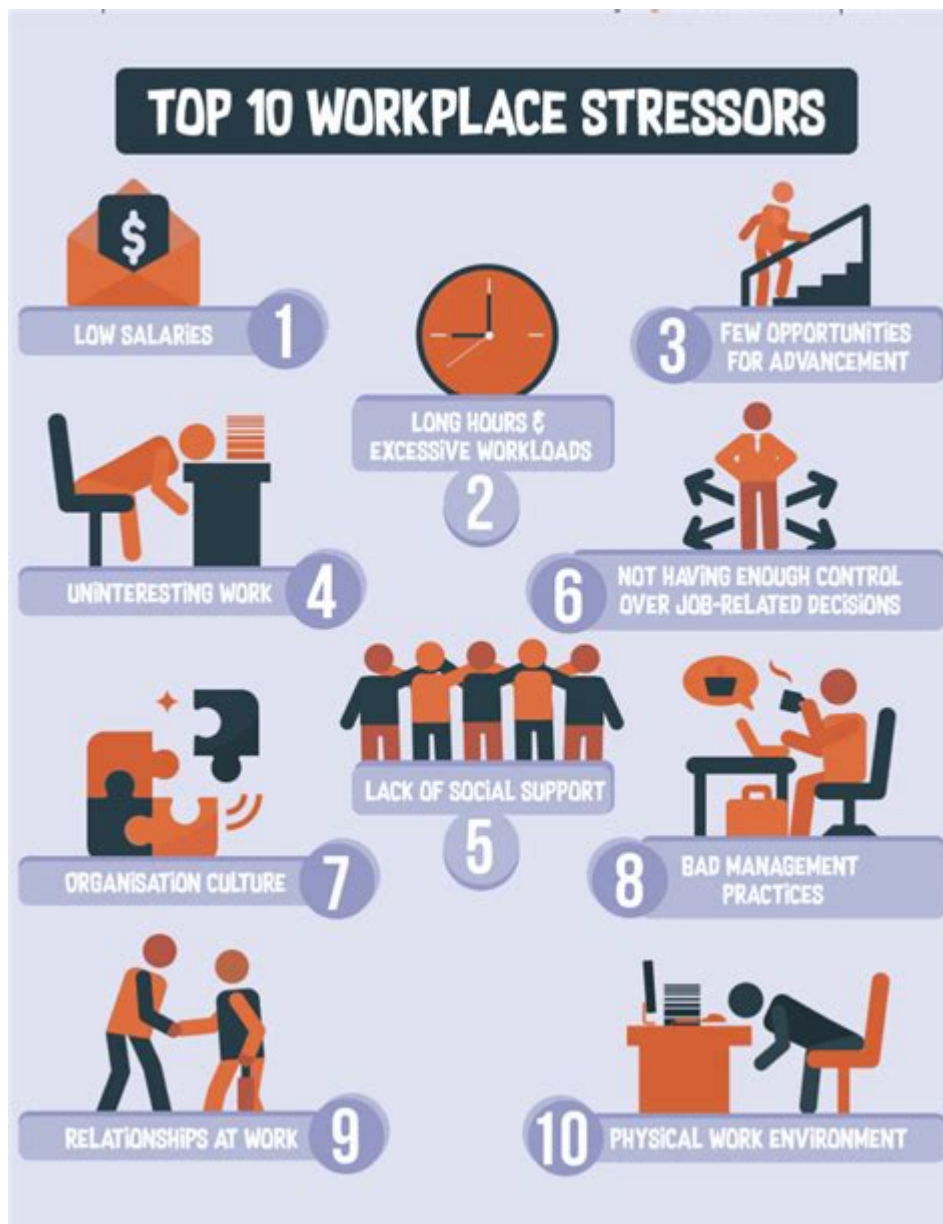 TOP 10 WORKPLACE STRESSORS
$
LOW SALARIES
1
LONG HOURS &
EXCESSIVE WORKLOADS
2
3
FEW OPPORTUNITIES
FOR ADVANCEMENT
UNINTERESTING WORK
4
LACK OF SOCIAL SUPPORT
5
6
NOT HAVING ENOUGH CONTROL
OVER JOB-RELATED DECISIONS
ORGANISATION CULTURE
7
8
BAD MANAGEMENT
PRACTICES
RELATIONSHIPS AT WORK
9
10
PHYSICAL WORK ENVIRONMENT